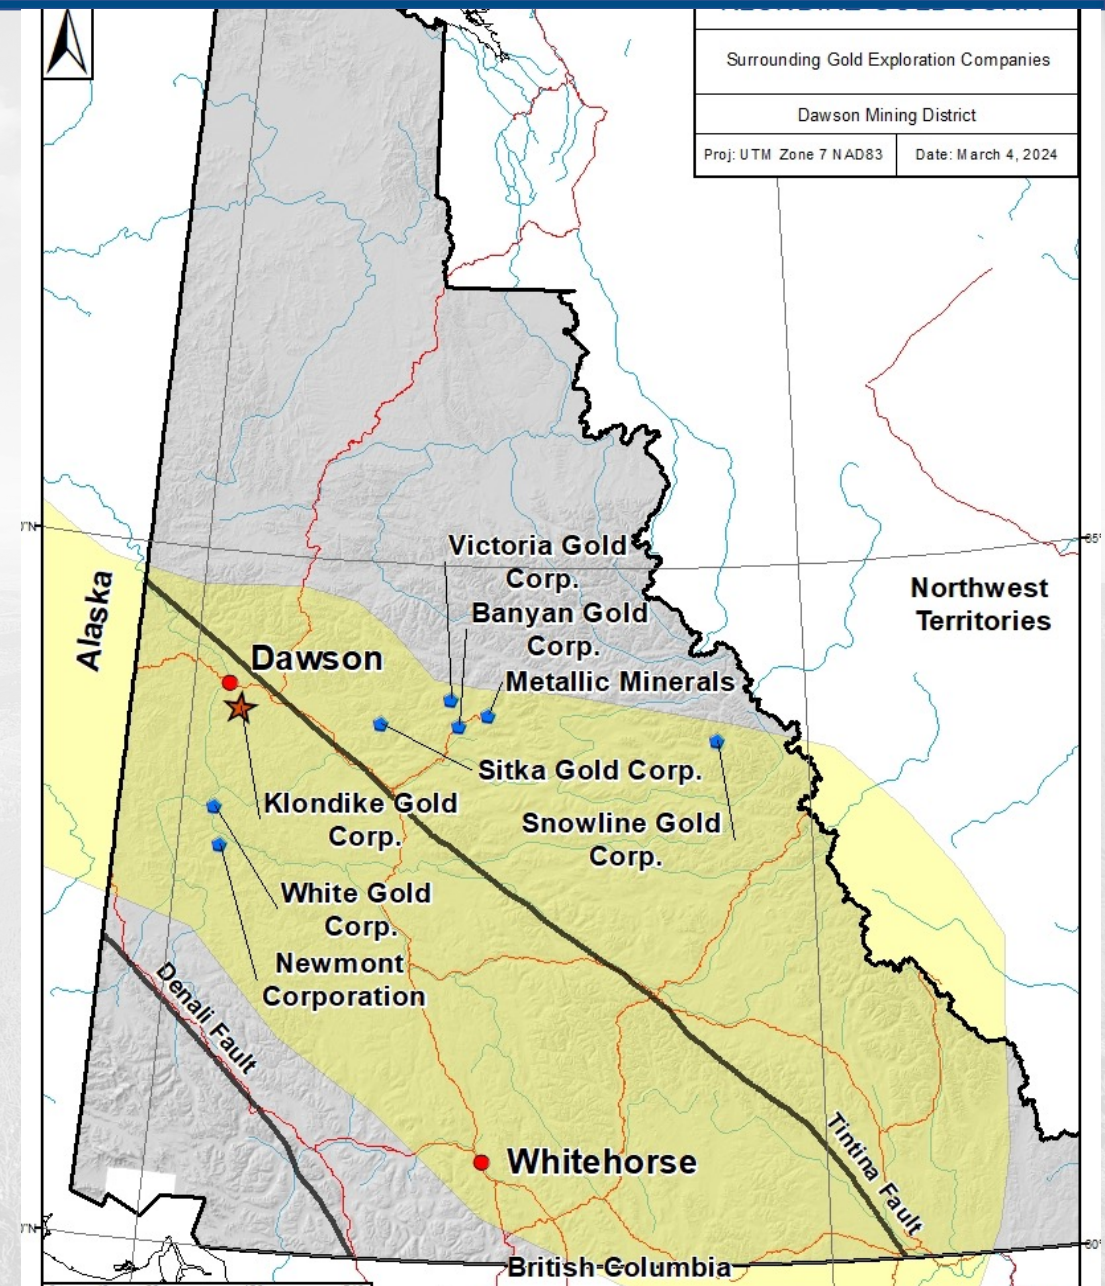 Surrounding Gold Exploration Companies
Dawson Mining District
Proj: UTM Zone 7 NAD83
Date: March 4, 2024
Victoria Gold
Corp.
Banyan Gold
Corp.
Northwest
Territories
Alaska
Dawson
Metallic Minerals
Sitka Gold Corp.
Klondike Gold
Corp.
Snowline Gold
Corp.
White Gold
Corp.
Newmont
Corporation
Denali Fault
Tintina Fault
Whitehorse
British Columbia